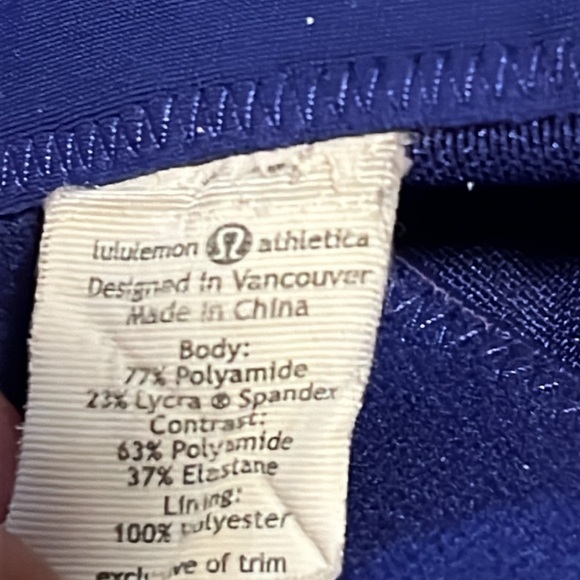 lululemon athletica
Designed in Vancouver
Made in China
Body:
77% Polyamide
23% Lycra ® Spandex
Contrast:
63% Polyamide
37% Elastane
Lining:
100% Polyester
exclusive of trim